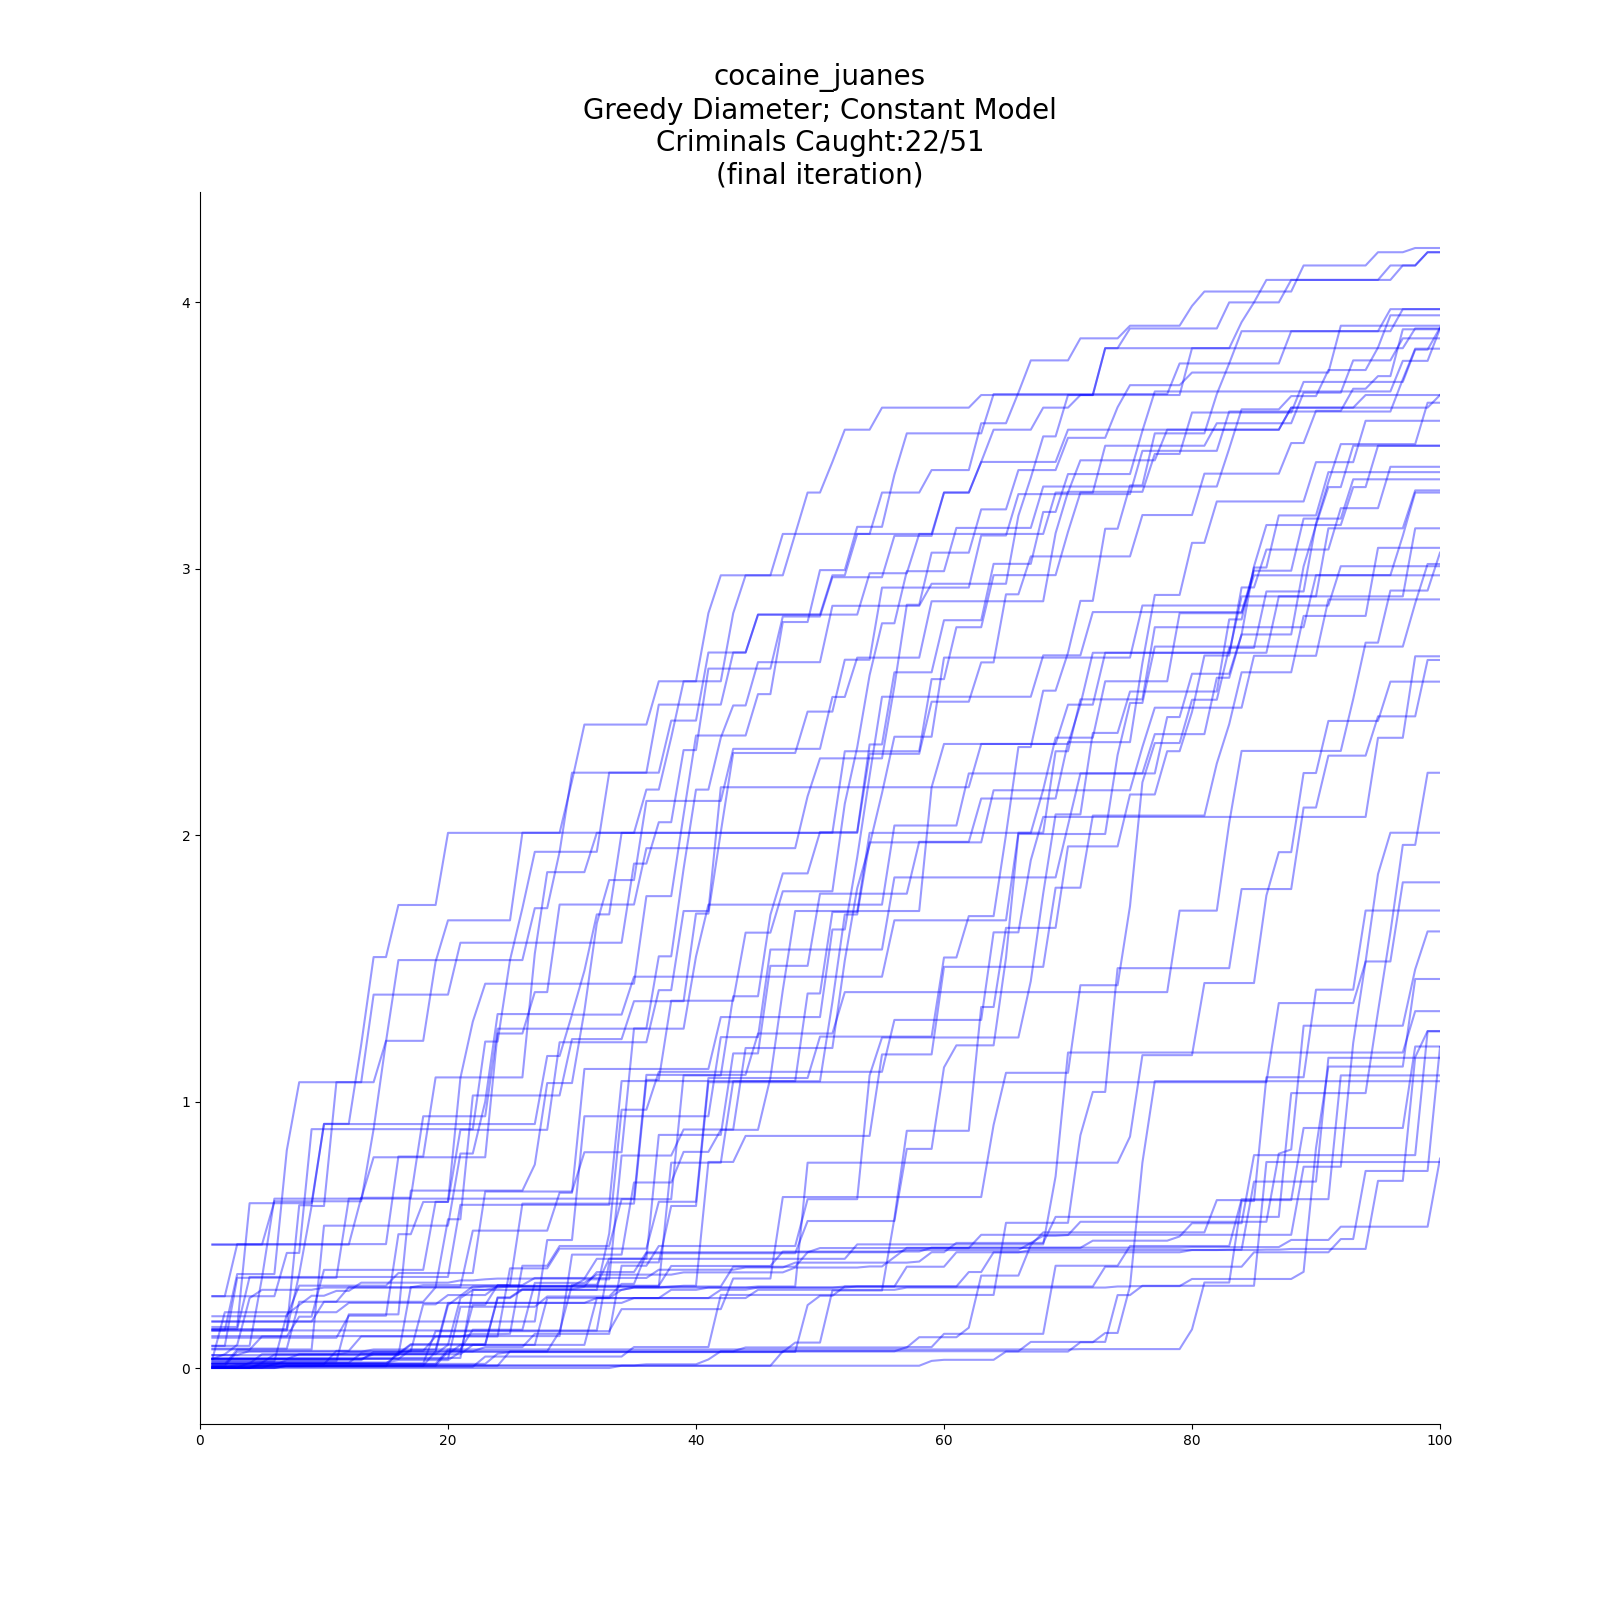 cocaine_juanes
Greedy Diameter; Constant Model
Criminals Caught:22/51
(final iteration)
4
3
2
1
0
0 20 40 60 80 100